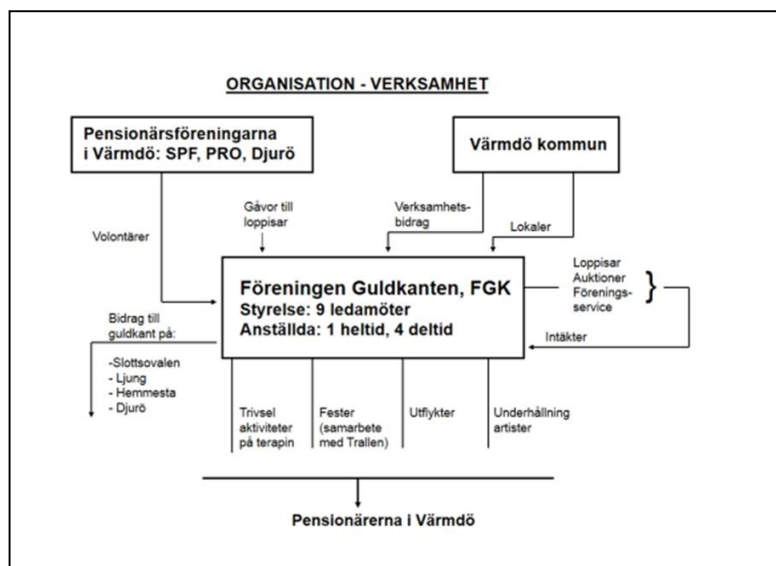 ORGANISATION - VERKSAMHET
Pensionärsföreningarna
i Värmdö: SPF, PRO, Djurö
Värmdö kommun
Volontärer
Gåvor till
loppisar
Verksamhets-
bidrag
Lokaler
Föreningen Guldkanten, FGK
Styrelse: 9 ledamöter
Anställda: 1 heltid, 4 deltid
Loppisar
Auktioner
Förenings-
service
}
Intäkter
Bidrag till
guldkant på:
-Slottsovalen
- Ljung
- Hemmesta
- Djurö
Trivsel
aktiviteter
på terapin
Fester
(samarbete
med Trallen)
Utflykter
Underhållning
artister
Pensionärerna i Värmdö